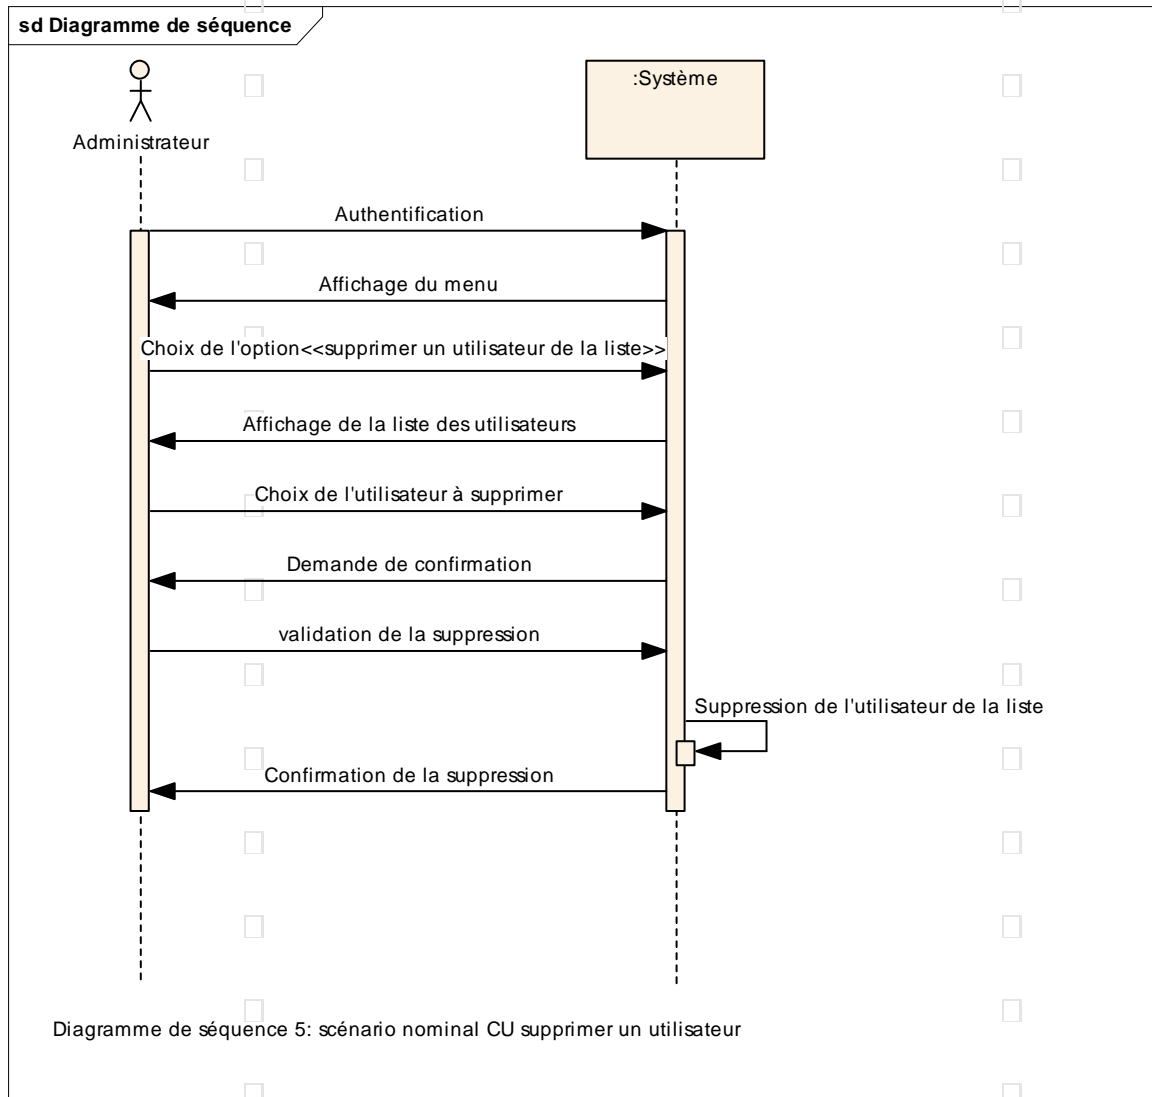 sd Diagramme de séquence
:Système
Administrateur
Authentification
Affichage du menu
Choix de l'option<<supprimer un utilisateur de la liste>>
Affichage de la liste des utilisateurs
Choix de l'utilisateur à supprimer
Demande de confirmation
validation de la suppression
Suppression de l'utilisateur de la liste
Confirmation de la suppression
Diagramme de séquence 5: scénario nominal CU supprimer un utilisateur